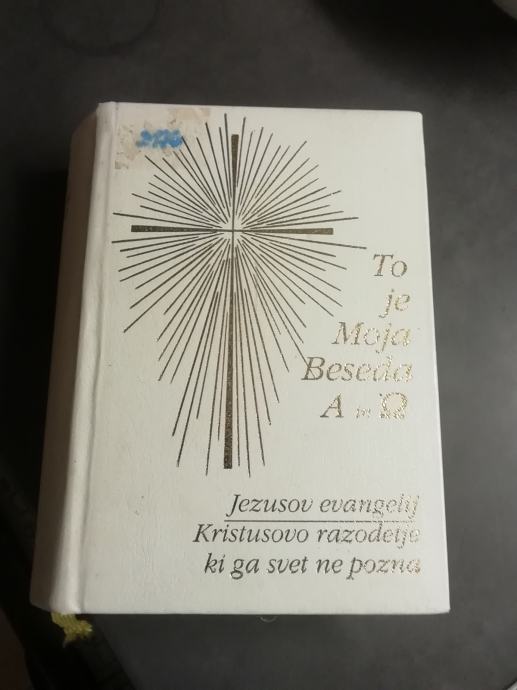 To
je
Moja
Beseda
A in Ω
Jezusov evangelij
Kristusovo razodetje
ki ga svet ne pozna